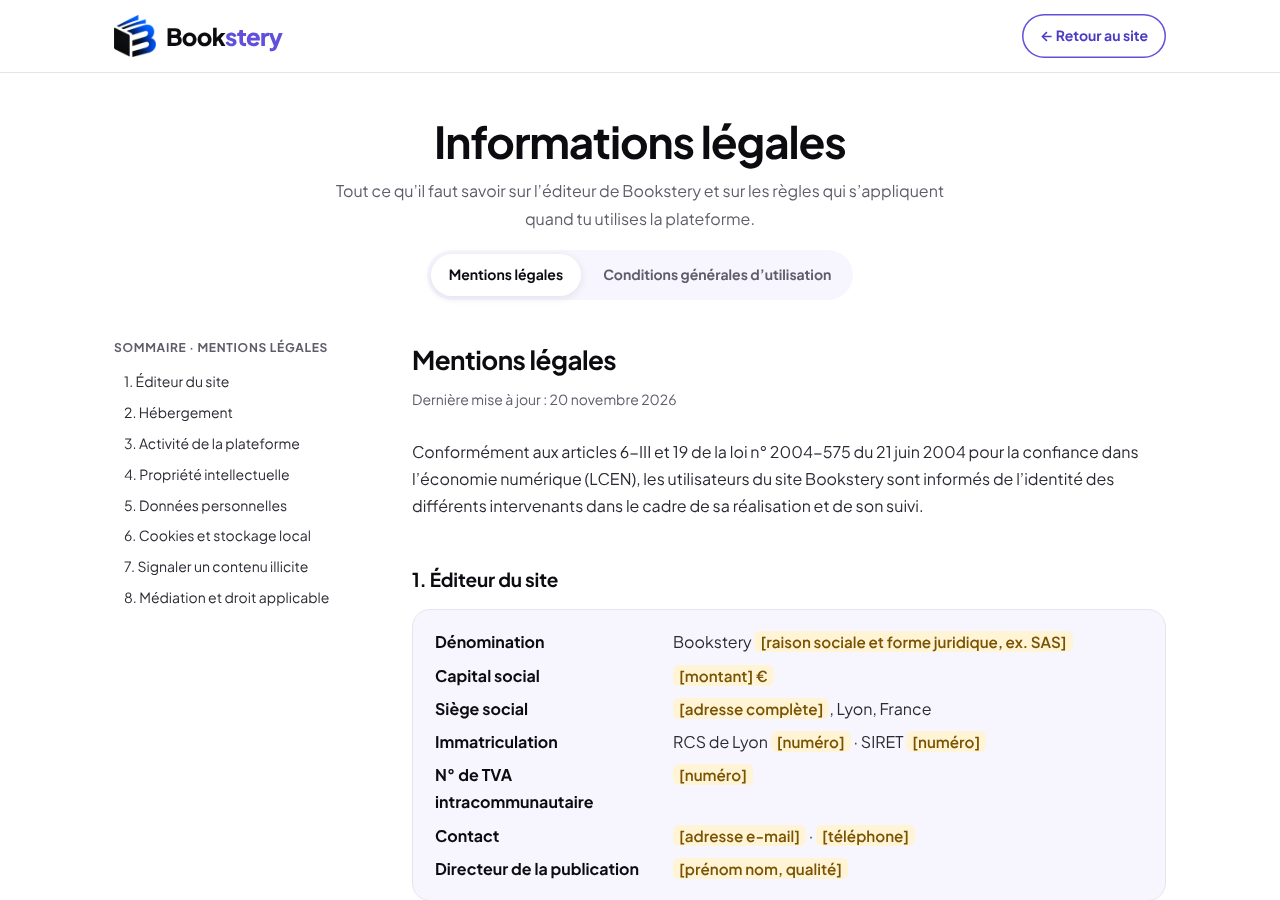 Bookstery
← Retour au site
Informations légales
Tout ce qu’il faut savoir sur l’éditeur de Bookstery et sur les règles qui s’appliquent
quand tu utilises la plateforme.
Mentions légales
Conditions générales d’utilisation
SOMMAIRE · MENTIONS LÉGALES
1. Éditeur du site
2. Hébergement
3. Activité de la plateforme
4. Propriété intellectuelle
5. Données personnelles
6. Cookies et stockage local
7. Signaler un contenu illicite
8. Médiation et droit applicable
Mentions légales
Dernière mise à jour : 20 novembre 2026
Conformément aux articles 6-III et 19 de la loi n° 2004-575 du 21 juin 2004 pour la confiance dans
l’économie numérique (LCEN), les utilisateurs du site Bookstery sont informés de l’identité des
différents intervenants dans le cadre de sa réalisation et de son suivi.
1. Éditeur du site
Dénomination Bookstery [raison sociale et forme juridique, ex. SAS]
Capital social [montant] €
Siège social [adresse complète] , Lyon, France
Immatriculation RCS de Lyon [numéro] · SIRET [numéro]
N° de TVA [numéro]
intracommunautaire
Contact [adresse e-mail] · [téléphone]
Directeur de la publication [prénom nom, qualité]